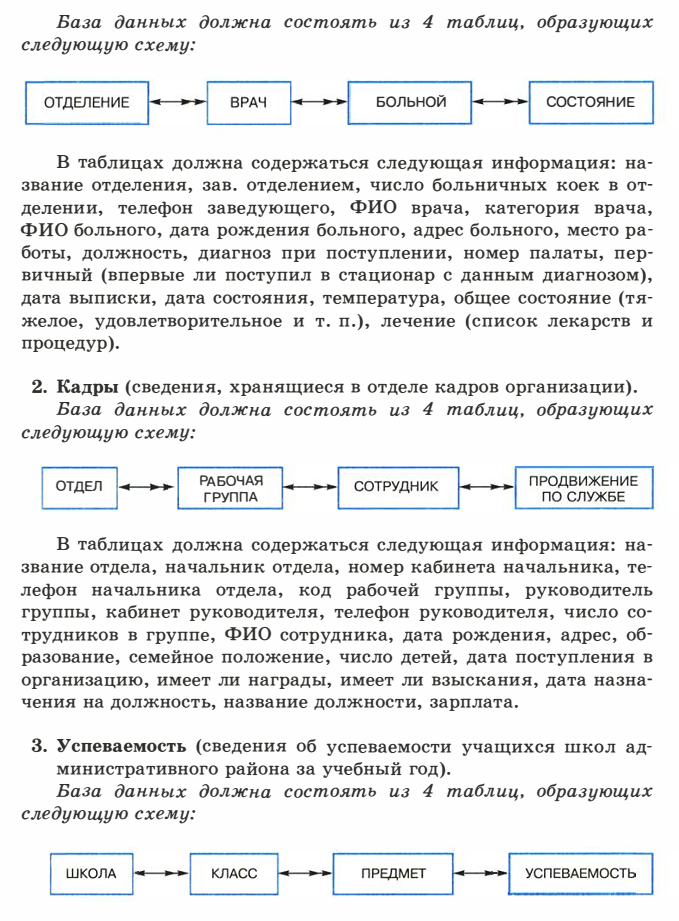 База данных должна состоять из 4 таблиц, образующих
следующую схему:
ОТДЕЛЕНИЕ
ВРАЧ
БОЛЬНОЙ
СОСТОЯНИЕ
В таблицах должна содержаться следующая информация: на-
звание отделения, зав. отделением, число больничных коек в от-
делении, телефон заведующего, ФИО врача, категория врача,
ФИО больного, дата рождения больного, адрес больного, место ра-
боты, должность, диагноз при поступлении, номер палаты, пер-
вичный (впервые ли поступил в стационар с данным диагнозом),
дата выписки, дата состояния, температура, общее состояние (тя-
желое, удовлетворительное и т. п.), лечение (список лекарств и
процедур).
2. Кадры (сведения, хранящиеся в отделе кадров организации).
База данных должна состоять из 4 таблиц, образующих
следующую схему:
ОТДЕЛ
РАБОЧАЯ
ГРУППА
СОТРУДНИК
ПРОДВИЖЕНИЕ
ПО СЛУЖБЕ
В таблицах должна содержаться следующая информация: на-
звание отдела, начальник отдела, номер кабинета начальника, те-
лефон начальника отдела, код рабочей группы, руководитель
группы, кабинет руководителя, телефон руководителя, число со-
трудников в группе, ФИО сотрудника, дата рождения, адрес, об-
разование, семейное положение, число детей, дата поступления в
организацию, имеет ли награды, имеет ли взыскания, дата назна-
чения на должность, название должности, зарплата.
3. Успеваемость (сведения об успеваемости учащихся школ ад-
министративного района за учебный год).
База данных должна состоять из 4 таблиц, образующих
следующую схему:
ШКОЛА
КЛАСС
ПРЕДМЕТ
УСПЕВАЕМОСТЬ